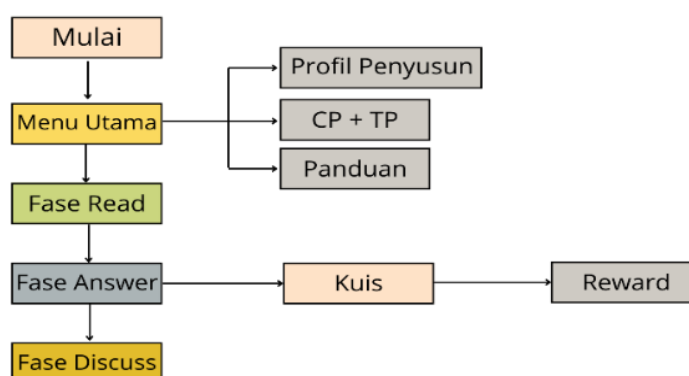 Mulai
Profil Penyusun
Menu Utama
CP + TP
Panduan
Fase Read
Fase Answer
Kuis
Reward
Fase Discuss